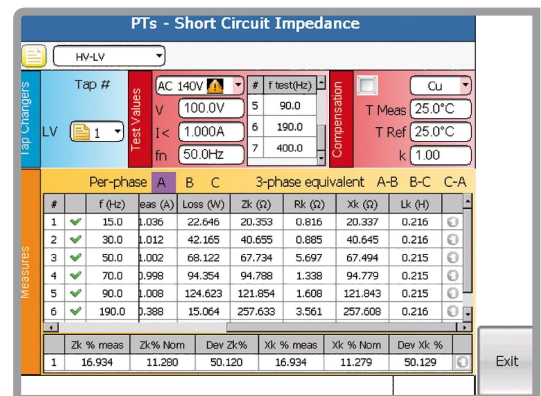 PTs - Short Circuit Impedance
HV-LV
Tap Changers
Tap #
LV 1
Test Values
AC 140V
V 100.0V
I< 1.000A
fn 50.0Hz
# f test(Hz)
5 90.0
6 190.0
7 400.0
Compensation
Cu
T Meas 25.0°C
T Ref 25.0°C
k 1.00
Measures
Per-phase A B C 3-phase equivalent A-B B-C C-A
# f (Hz) eas (A) Loss (W) Zk (Ω) Rk (Ω) Xk (Ω) Lk (H)
1 15.0 1.036 22.646 20.353 0.816 20.337 0.216
2 30.0 1.012 42.165 40.655 0.885 40.645 0.216
3 50.0 1.002 68.122 67.734 5.697 67.494 0.215
4 70.0 0.998 94.354 94.788 1.338 94.779 0.215
5 90.0 1.008 124.623 121.854 1.608 121.843 0.215
6 190.0 0.388 15.064 257.633 3.561 257.608 0.216
Zk % meas Zk% Nom Dev Zk% Xk % meas Xk % Nom Dev Xk %
1 16.934 11.280 50.120 16.934 11.279 50.129
Exit